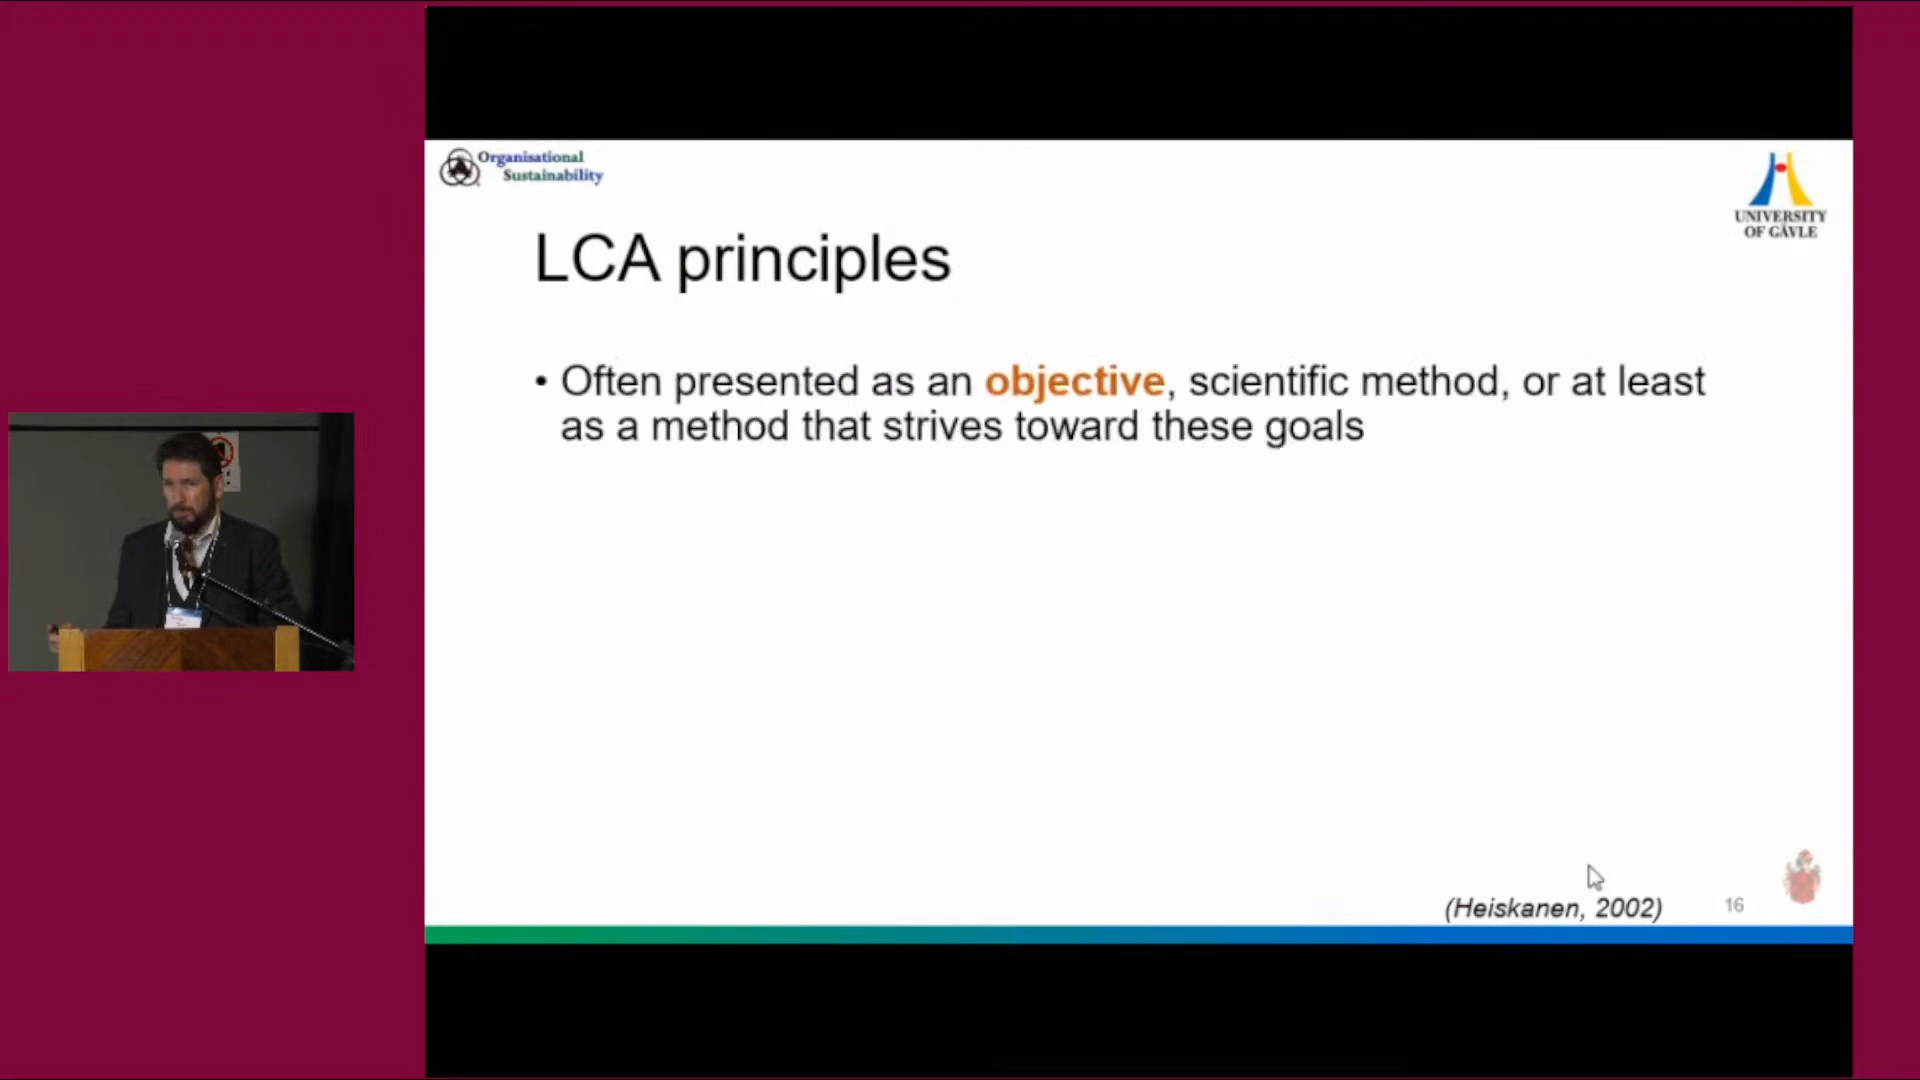 Organisational
Sustainability
UNIVERSITY
OF GÄVLE
LCA principles
• Often presented as an objective, scientific method, or at least
as a method that strives toward these goals
(Heiskanen, 2002)
16